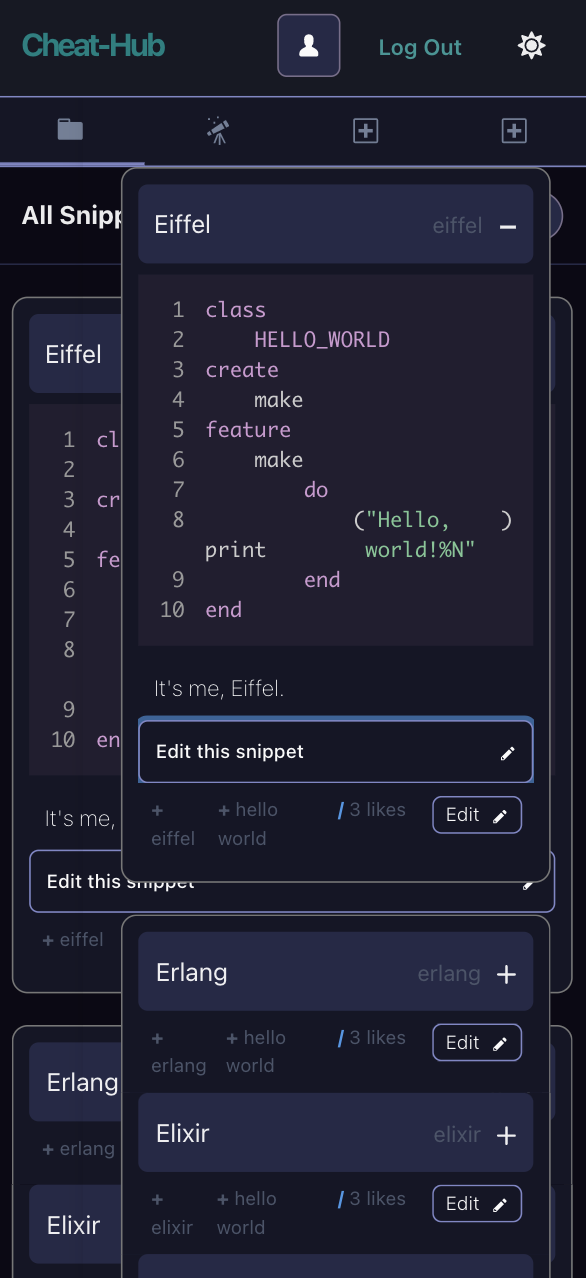 Cheat-Hub
Log Out
All Snipp
Eiffel eiffel
1 class
2 HELLO_WORLD
3 create
4 make
5 feature
6 make
7 do
8 ("Hello, )
print world!%N"
9 end
10 end
It's me, Eiffel.
Edit this snippet
+ + hello / 3 likes Edit
eiffel world
Eiffel
1 cl
2
3 cr
4
5 fe
6
7
8
9
10 en
It's me,
Edit this snippet
+ eiffel
Erlang erlang +
+ + hello / 3 likes Edit
erlang world
Elixir elixir +
+ + hello / 3 likes Edit
elixir world
Erlang
+ erlang
Elixir